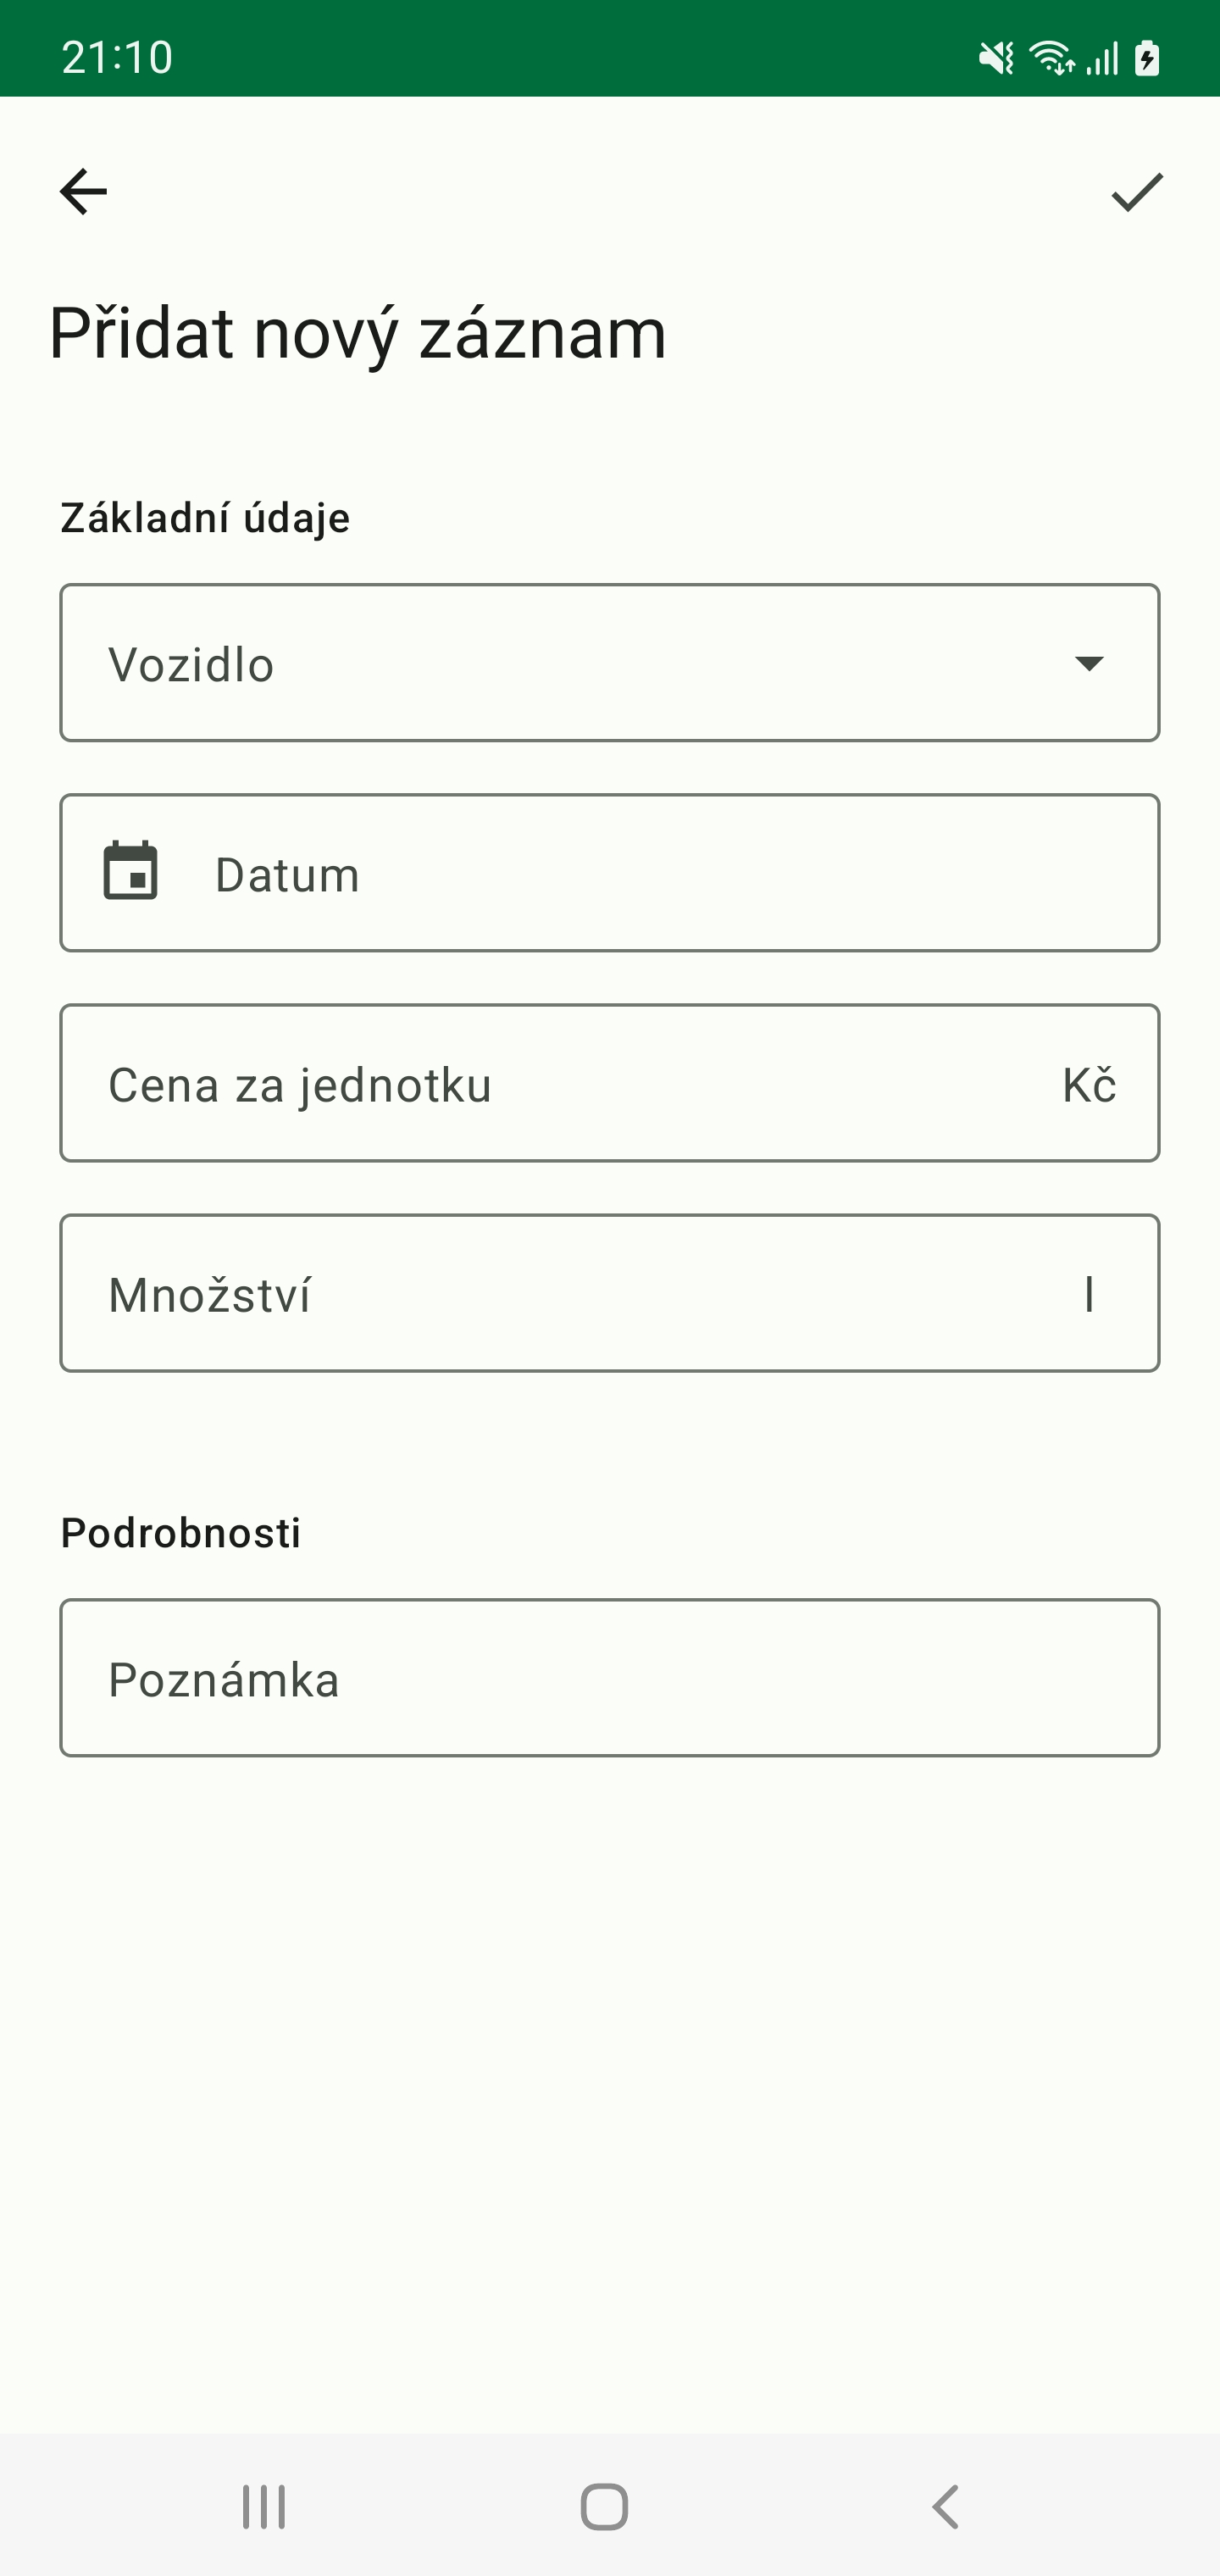 21:10
Přidat nový záznam
Základní údaje
Vozidlo
Datum
Cena za jednotku Kč
Množství l
Podrobnosti
Poznámka